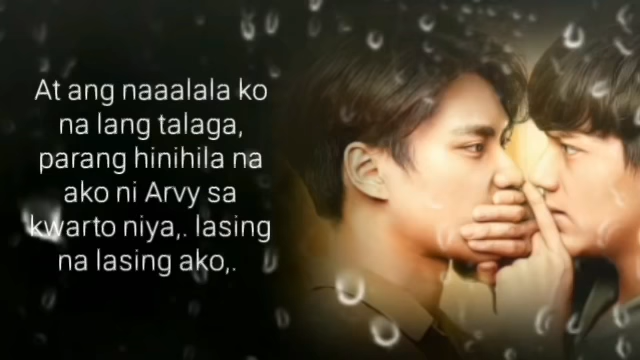 At ang naaalala ko
na lang talaga,
parang hinihila na
ako ni Arvy sa
kwarto niya,. lasing
na lasing ako,.